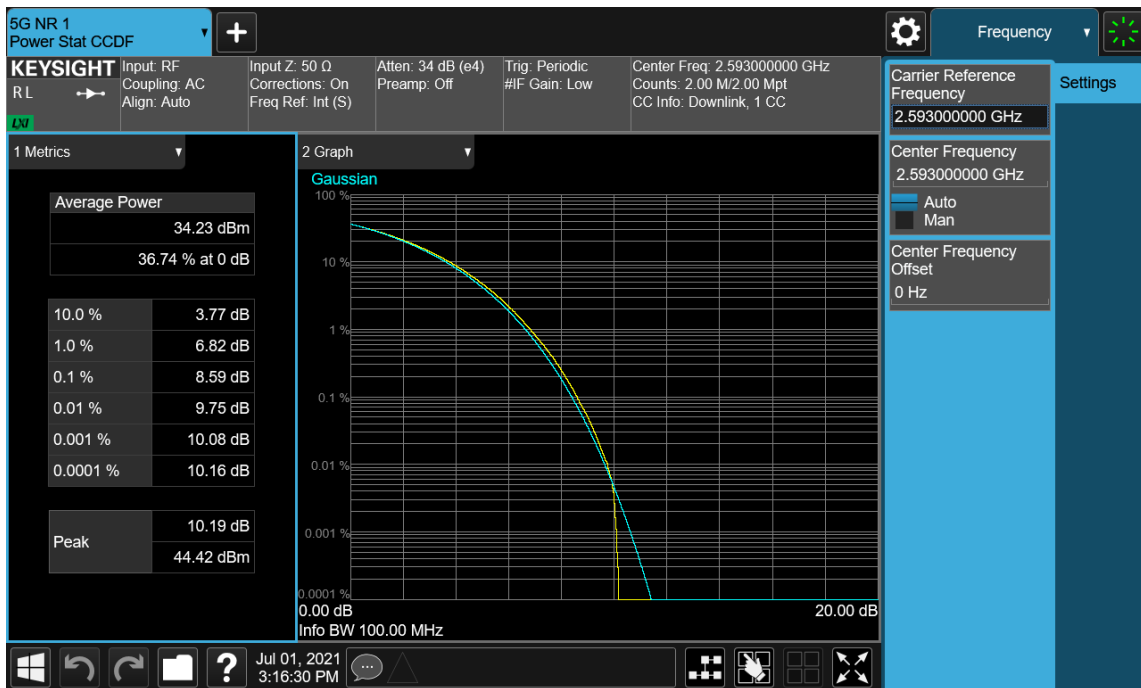 5G NR 1
Power Stat CCDF
+
Frequency
KEYSIGHT
R L
LXI
Input: RF
Coupling: AC
Align: Auto
Input Z: 50 Ω
Corrections: On
Freq Ref: Int (S)
Atten: 34 dB (e4)
Preamp: Off
Trig: Periodic
#IF Gain: Low
Center Freq: 2.593000000 GHz
Counts: 2.00 M/2.00 Mpt
CC Info: Downlink, 1 CC
Carrier Reference
Frequency
2.593000000 GHz
Settings
Center Frequency
2.593000000 GHz
Auto
Man
Center Frequency
Offset
0 Hz
1 Metrics
Average Power
34.23 dBm
36.74 % at 0 dB
10.0 % 3.77 dB
1.0 % 6.82 dB
0.1 % 8.59 dB
0.01 % 9.75 dB
0.001 % 10.08 dB
0.0001 % 10.16 dB
Peak
10.19 dB
44.42 dBm
2 Graph
Gaussian
100 %
10 %
1 %
0.1 %
0.01 %
0.001 %
0.0001 %
0.00 dB 20.00 dB
Info BW 100.00 MHz
?
Jul 01, 2021
3:16:30 PM